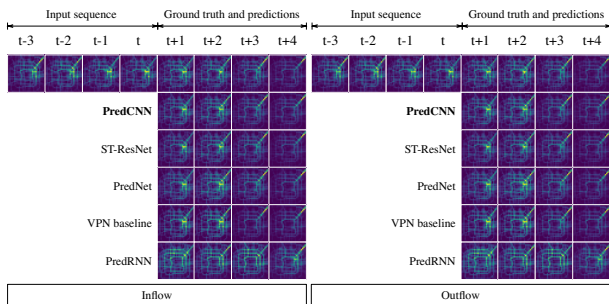 Input sequence Ground truth and predictions Input sequence Ground truth and predictions
t-3 t-2 t-1 t t+1 t+2 t+3 t+4 t-3 t-2 t-1 t t+1 t+2 t+3 t+4
PredCNN PredCNN
ST-ResNet ST-ResNet
PredNet PredNet
VPN baseline VPN baseline
PredRNN PredRNN
Inflow Outflow